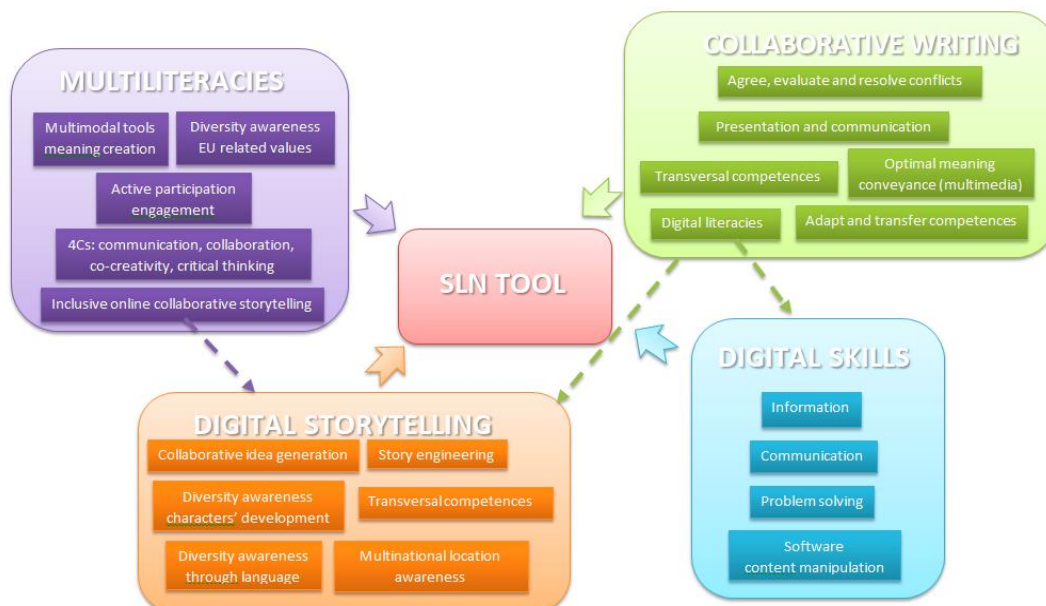 MULTILITERACIES
Multimodal tools
meaning creation
Diversity awareness
EU related values
Active participation
engagement
4Cs: communication, collaboration,
co-creativity, critical thinking
Inclusive online collaborative storytelling
COLLABORATIVE WRITING
Agree, evaluate and resolve conflicts
Presentation and communication
Transversal competences
Optimal meaning
conveyance (multimedia)
Digital literacies
Adapt and transfer competences
SLN TOOL
DIGITAL STORYTELLING
Collaborative idea generation
Story engineering
Diversity awareness
characters’ development
Transversal competences
Diversity awareness
through language
Multinational location
awareness
DIGITAL SKILLS
Information
Communication
Problem solving
Software
content manipulation